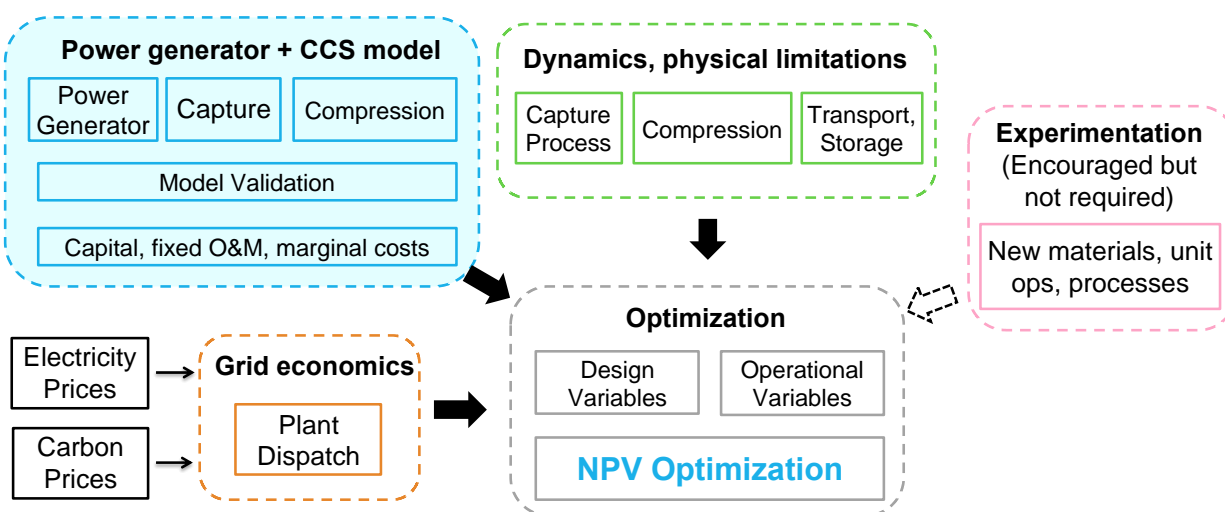 Power generator + CCS model
Power
Generator
Capture
Compression
Model Validation
Capital, fixed O&M, marginal costs
Dynamics, physical limitations
Capture
Process
Compression
Transport,
Storage
Experimentation
(Encouraged but
not required)
New materials, unit
ops, processes
Electricity
Prices
Carbon
Prices
Grid economics
Plant
Dispatch
Optimization
Design
Variables
Operational
Variables
NPV Optimization